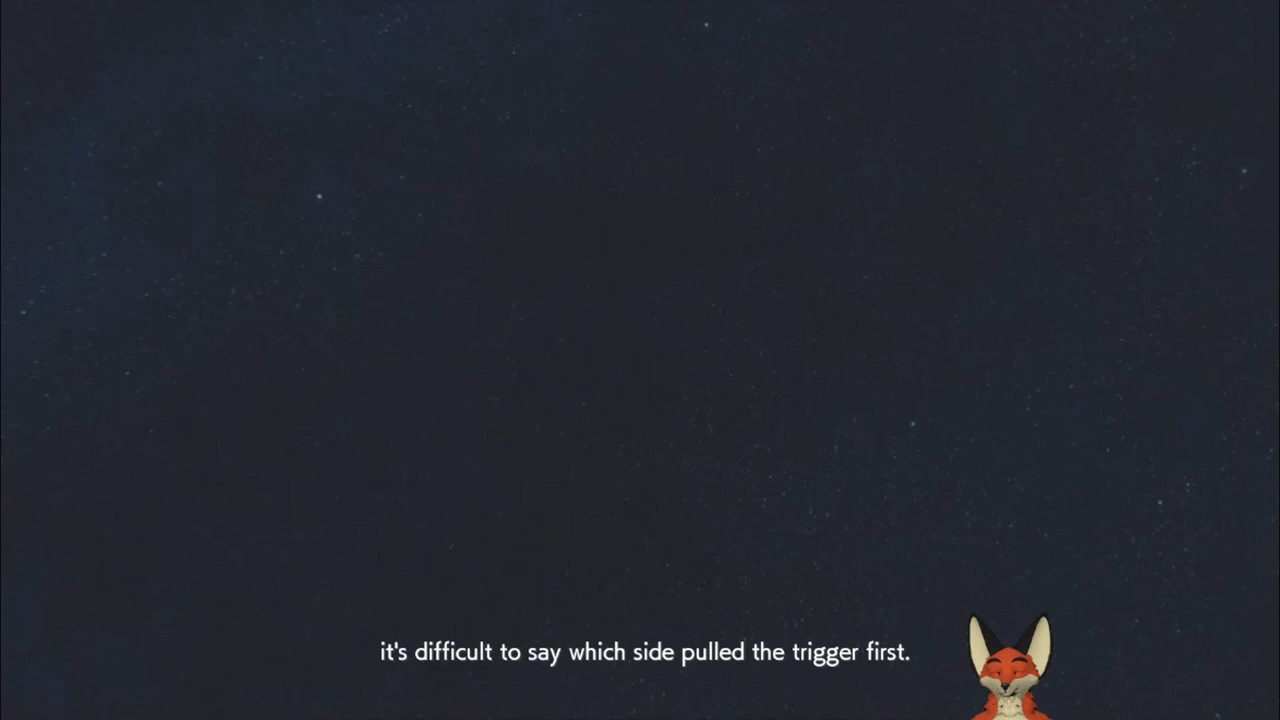 it's difficult to say which side pulled the trigger first.